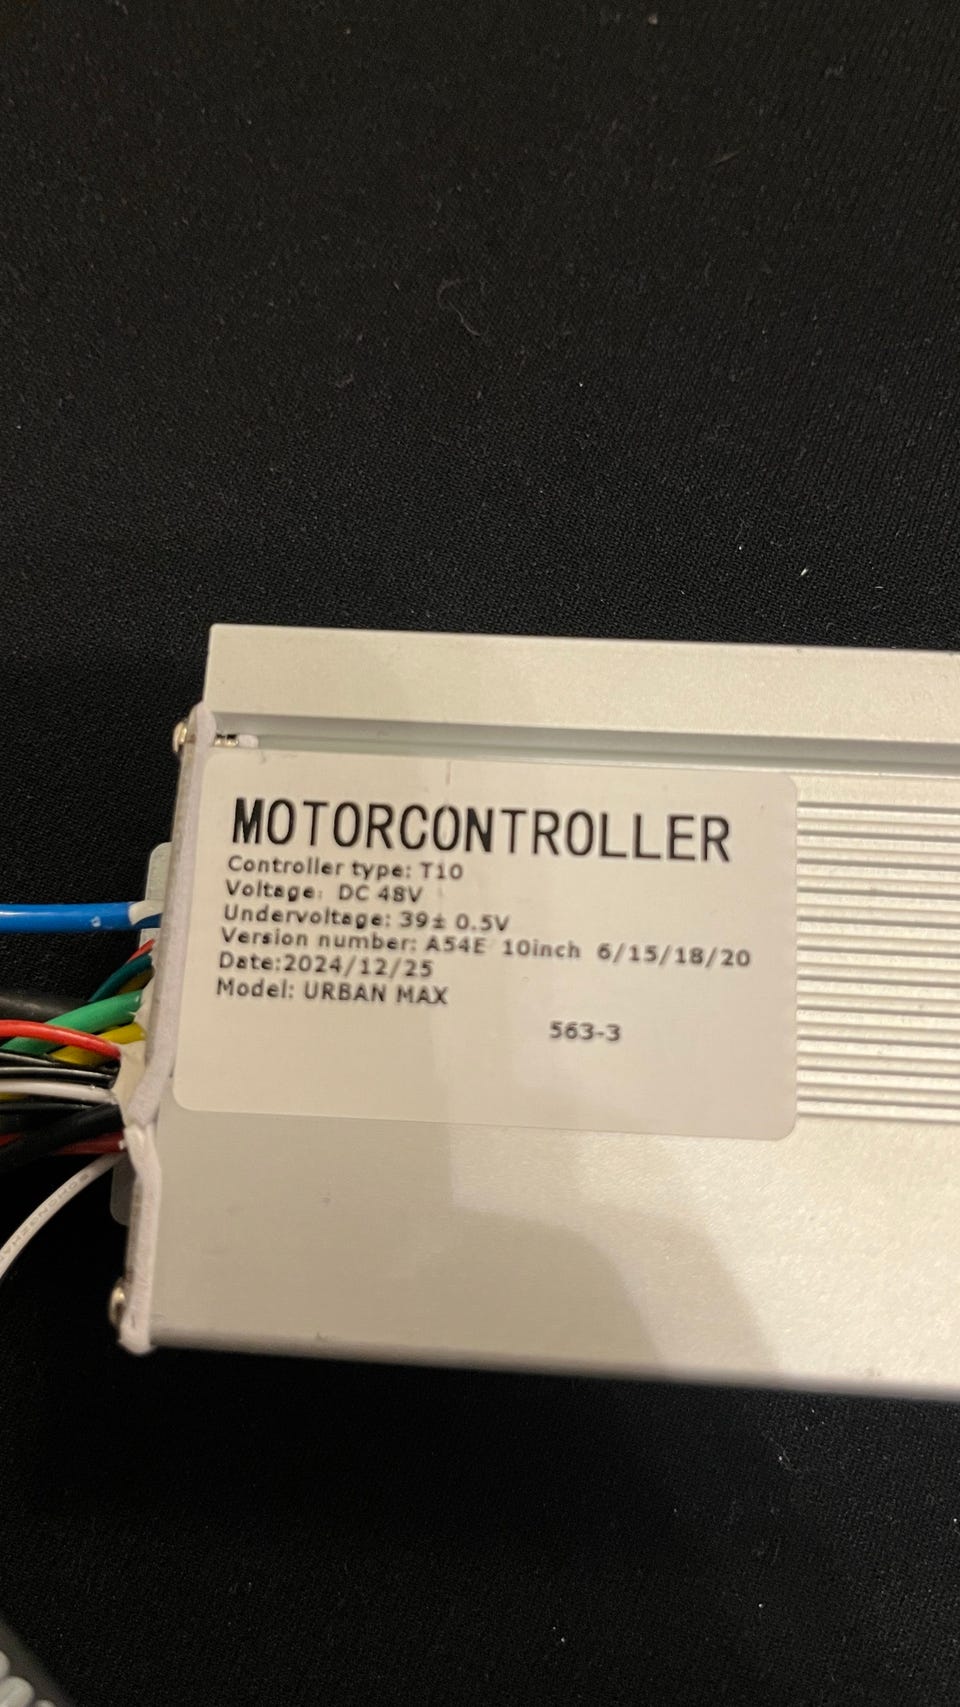 MOTORCONTROLLER
Controller type: T10
Voltage: DC 48V
Undervoltage: 39± 0.5V
Version number: A54E 10inch 6/15/18/20
Date:2024/12/25
Model: URBAN MAX
563-3